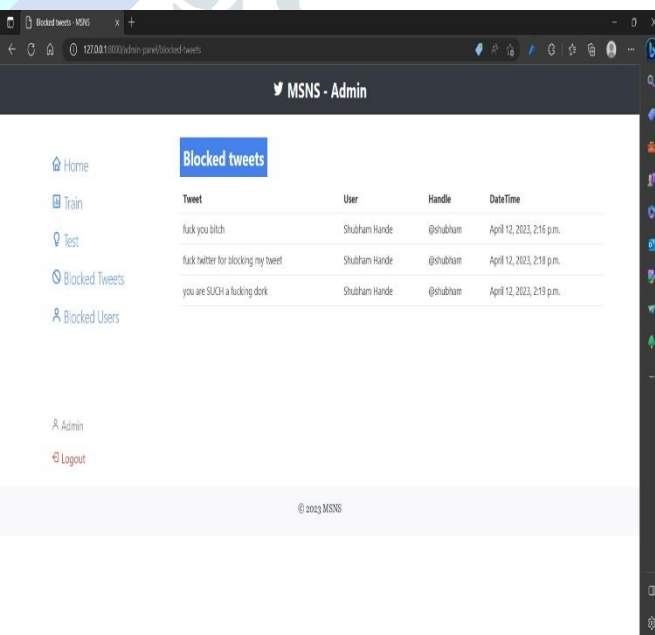 Blocked tweets - MSNS
127.0.0.1:8000/admin-panel/blocked-tweets
MSNS - Admin
Home
Train
Test
Blocked Tweets
Blocked Users
Admin
Logout
Blocked tweets
Tweet User Handle DateTime
fuck you bitch Shubham Hande @shubham April 12, 2023, 2:16 p.m.
fuck twitter for blocking my tweet Shubham Hande @shubham April 12, 2023, 2:18 p.m.
you are SUCH a fucking dork Shubham Hande @shubham April 12, 2023, 2:19 p.m.
© 2023 MSNS